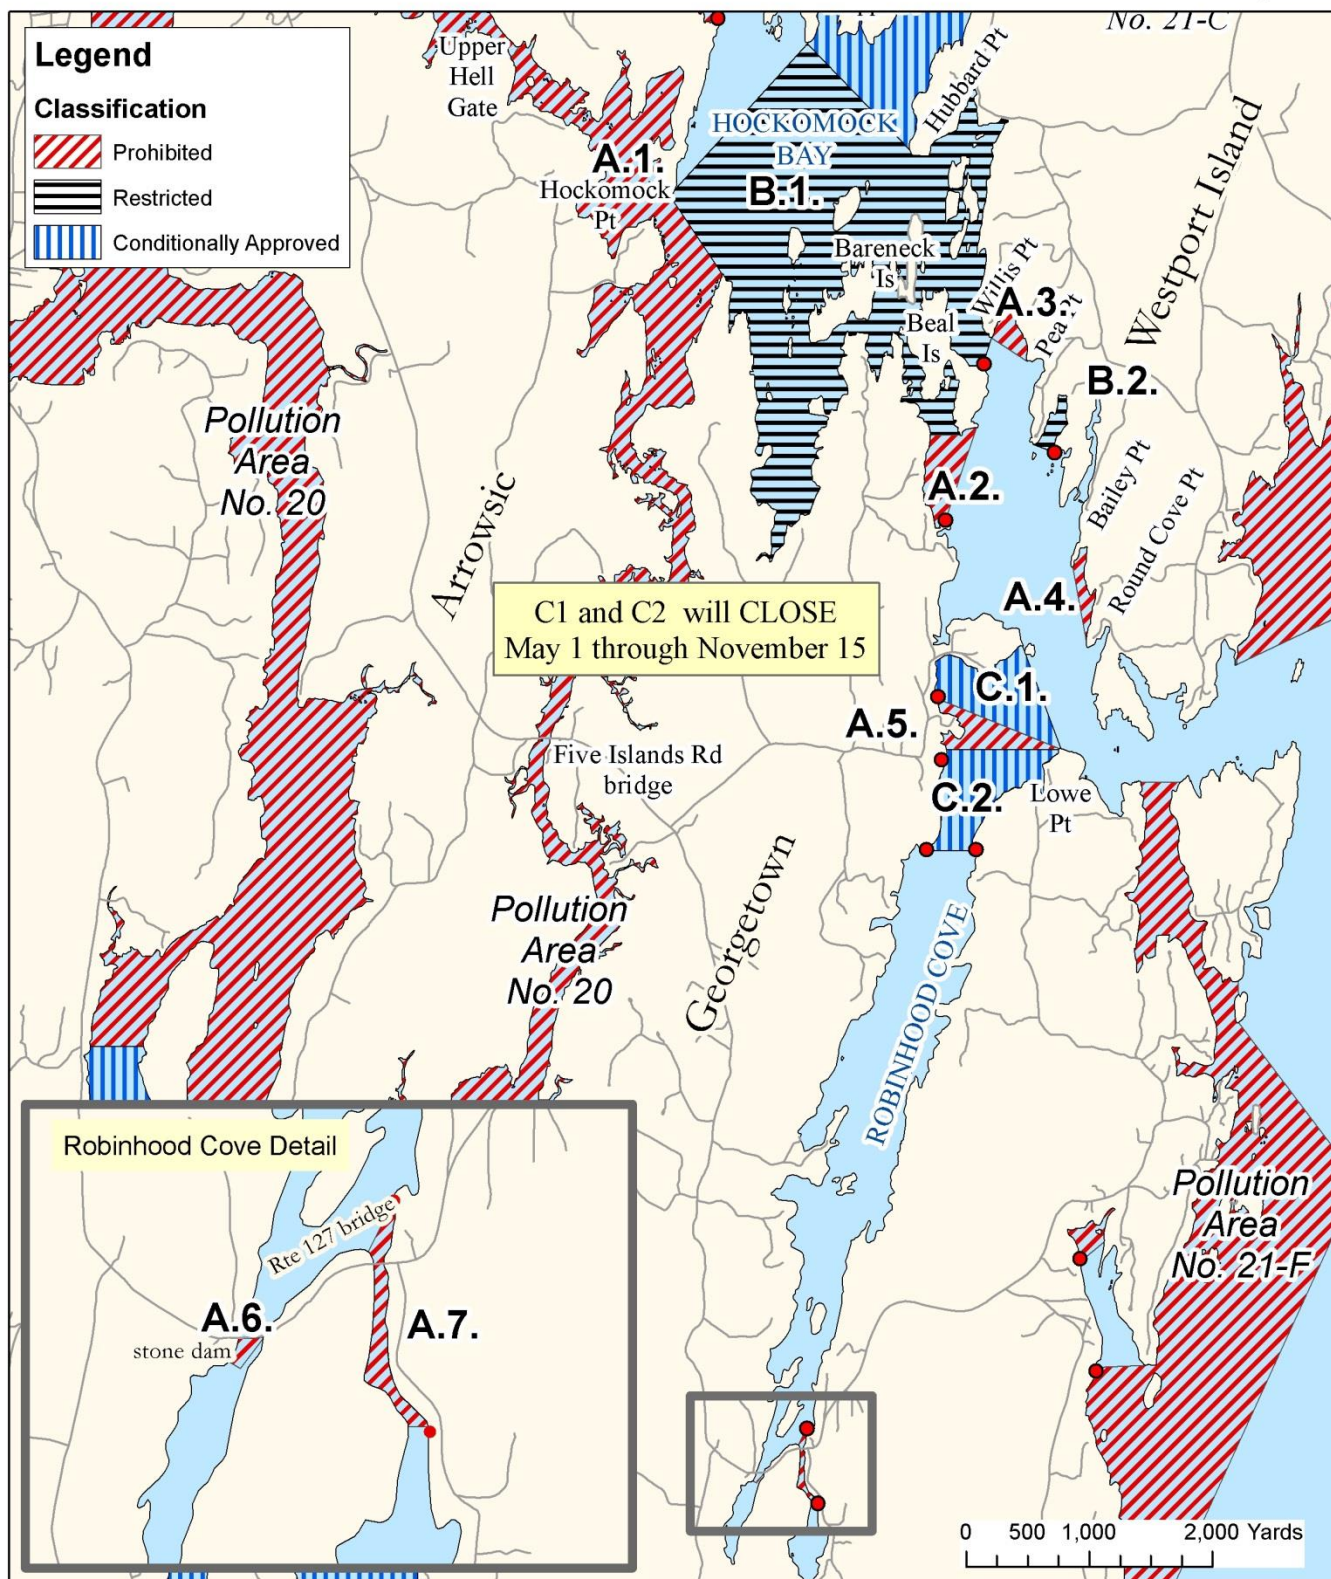 No. 21-C
Legend
Classification
Prohibited
Restricted
Conditionally Approved
Upper
Hell
Gate
Hubbard Pt
HOCKOMOCK
BAY
A.1.
Hockomock
Pt
B.1.
Westport Island
Bareneck
Is
Willis Pt
A.3.
Beal
Is
Pea Pt
B.2.
Pollution
Area
No. 20
Arrowsic
A.2.
Bailey Pt
Round Cove Pt
C1 and C2 will CLOSE
May 1 through November 15
A.4.
C.1.
A.5.
Five Islands Rd
bridge
C.2.
Lowe
Pt
Georgetown
Pollution
Area
No. 20
ROBINHOOD COVE
Robinhood Cove Detail
Rte 127 bridge
A.6.
A.7.
stone dam
Pollution
Area
No. 21-F
0 500 1,000 2,000 Yards